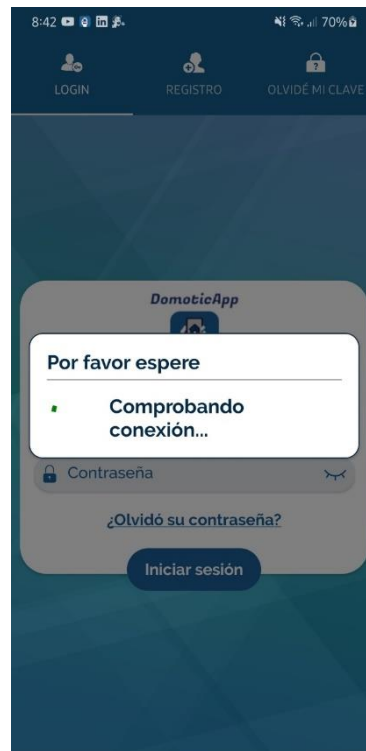 8:42
70%
LOGIN
REGISTRO
OLVIDÉ MI CLAVE
DomoticApp
Por favor espere
Comprobando
conexión...
Contraseña
¿Olvidó su contraseña?
Iniciar sesión